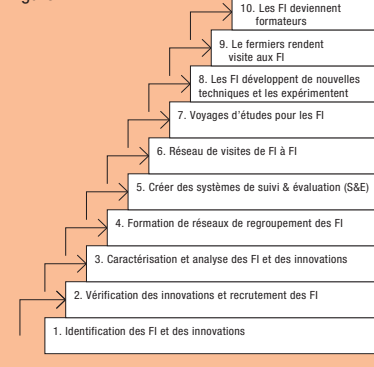 10. Les FI deviennent
formateurs
9. Le fermiers rendent
visite aux FI
8. Les FI développent de nouvelles
techniques et les expérimentent
7. Voyages d'études pour les FI
6. Réseau de visites de FI à FI
5. Créer des systèmes de suivi & évaluation (S&E)
4. Formation de réseaux de regroupement des FI
3. Caractérisation et analyse des FI et des innovations
2. Vérification des innovations et recrutement des FI
1. Identification des FI et des innovations